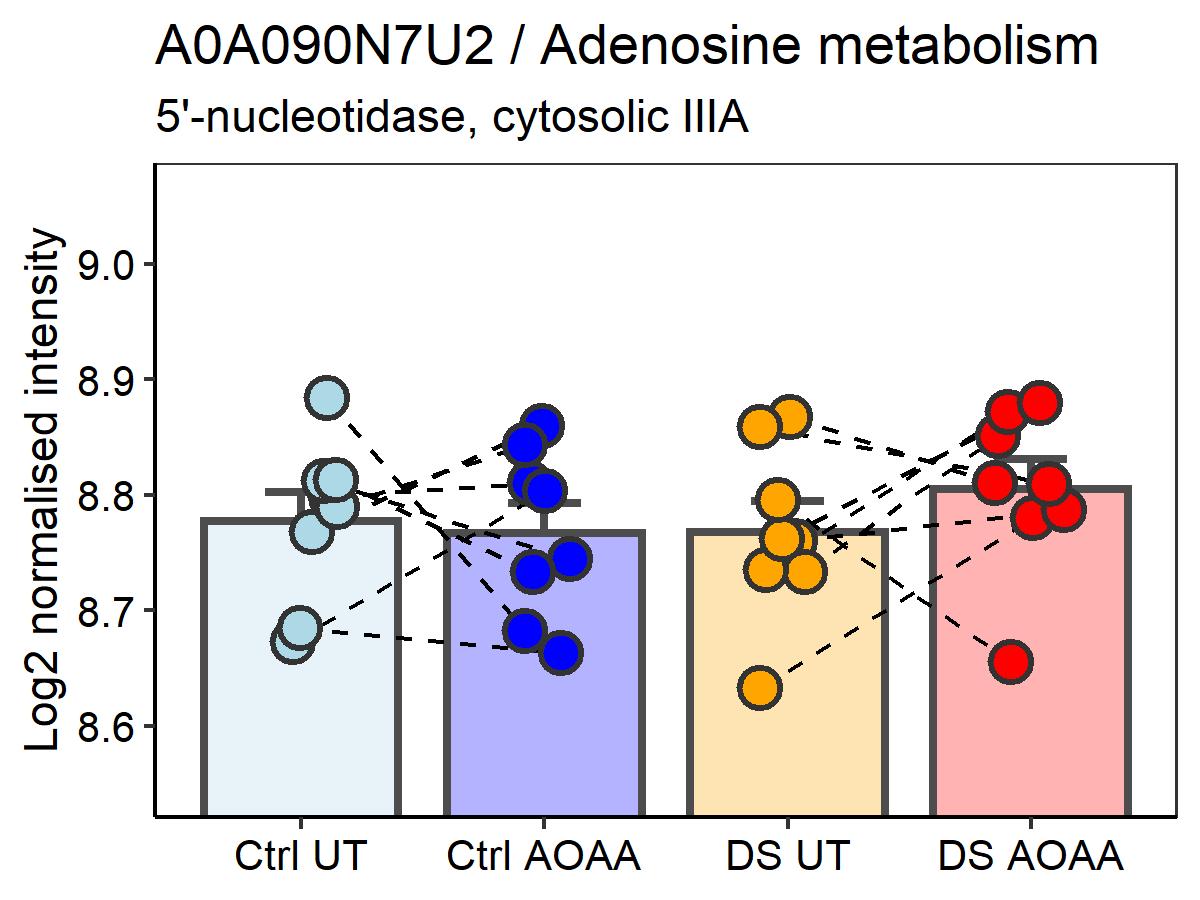 A0A090N7U2 / Adenosine metabolism
5'-nucleotidase, cytosolic IIIA
Log2 normalised intensity
9.0
8.9
8.8
8.7
8.6
Ctrl UT
Ctrl AOAA
DS UT
DS AOAA